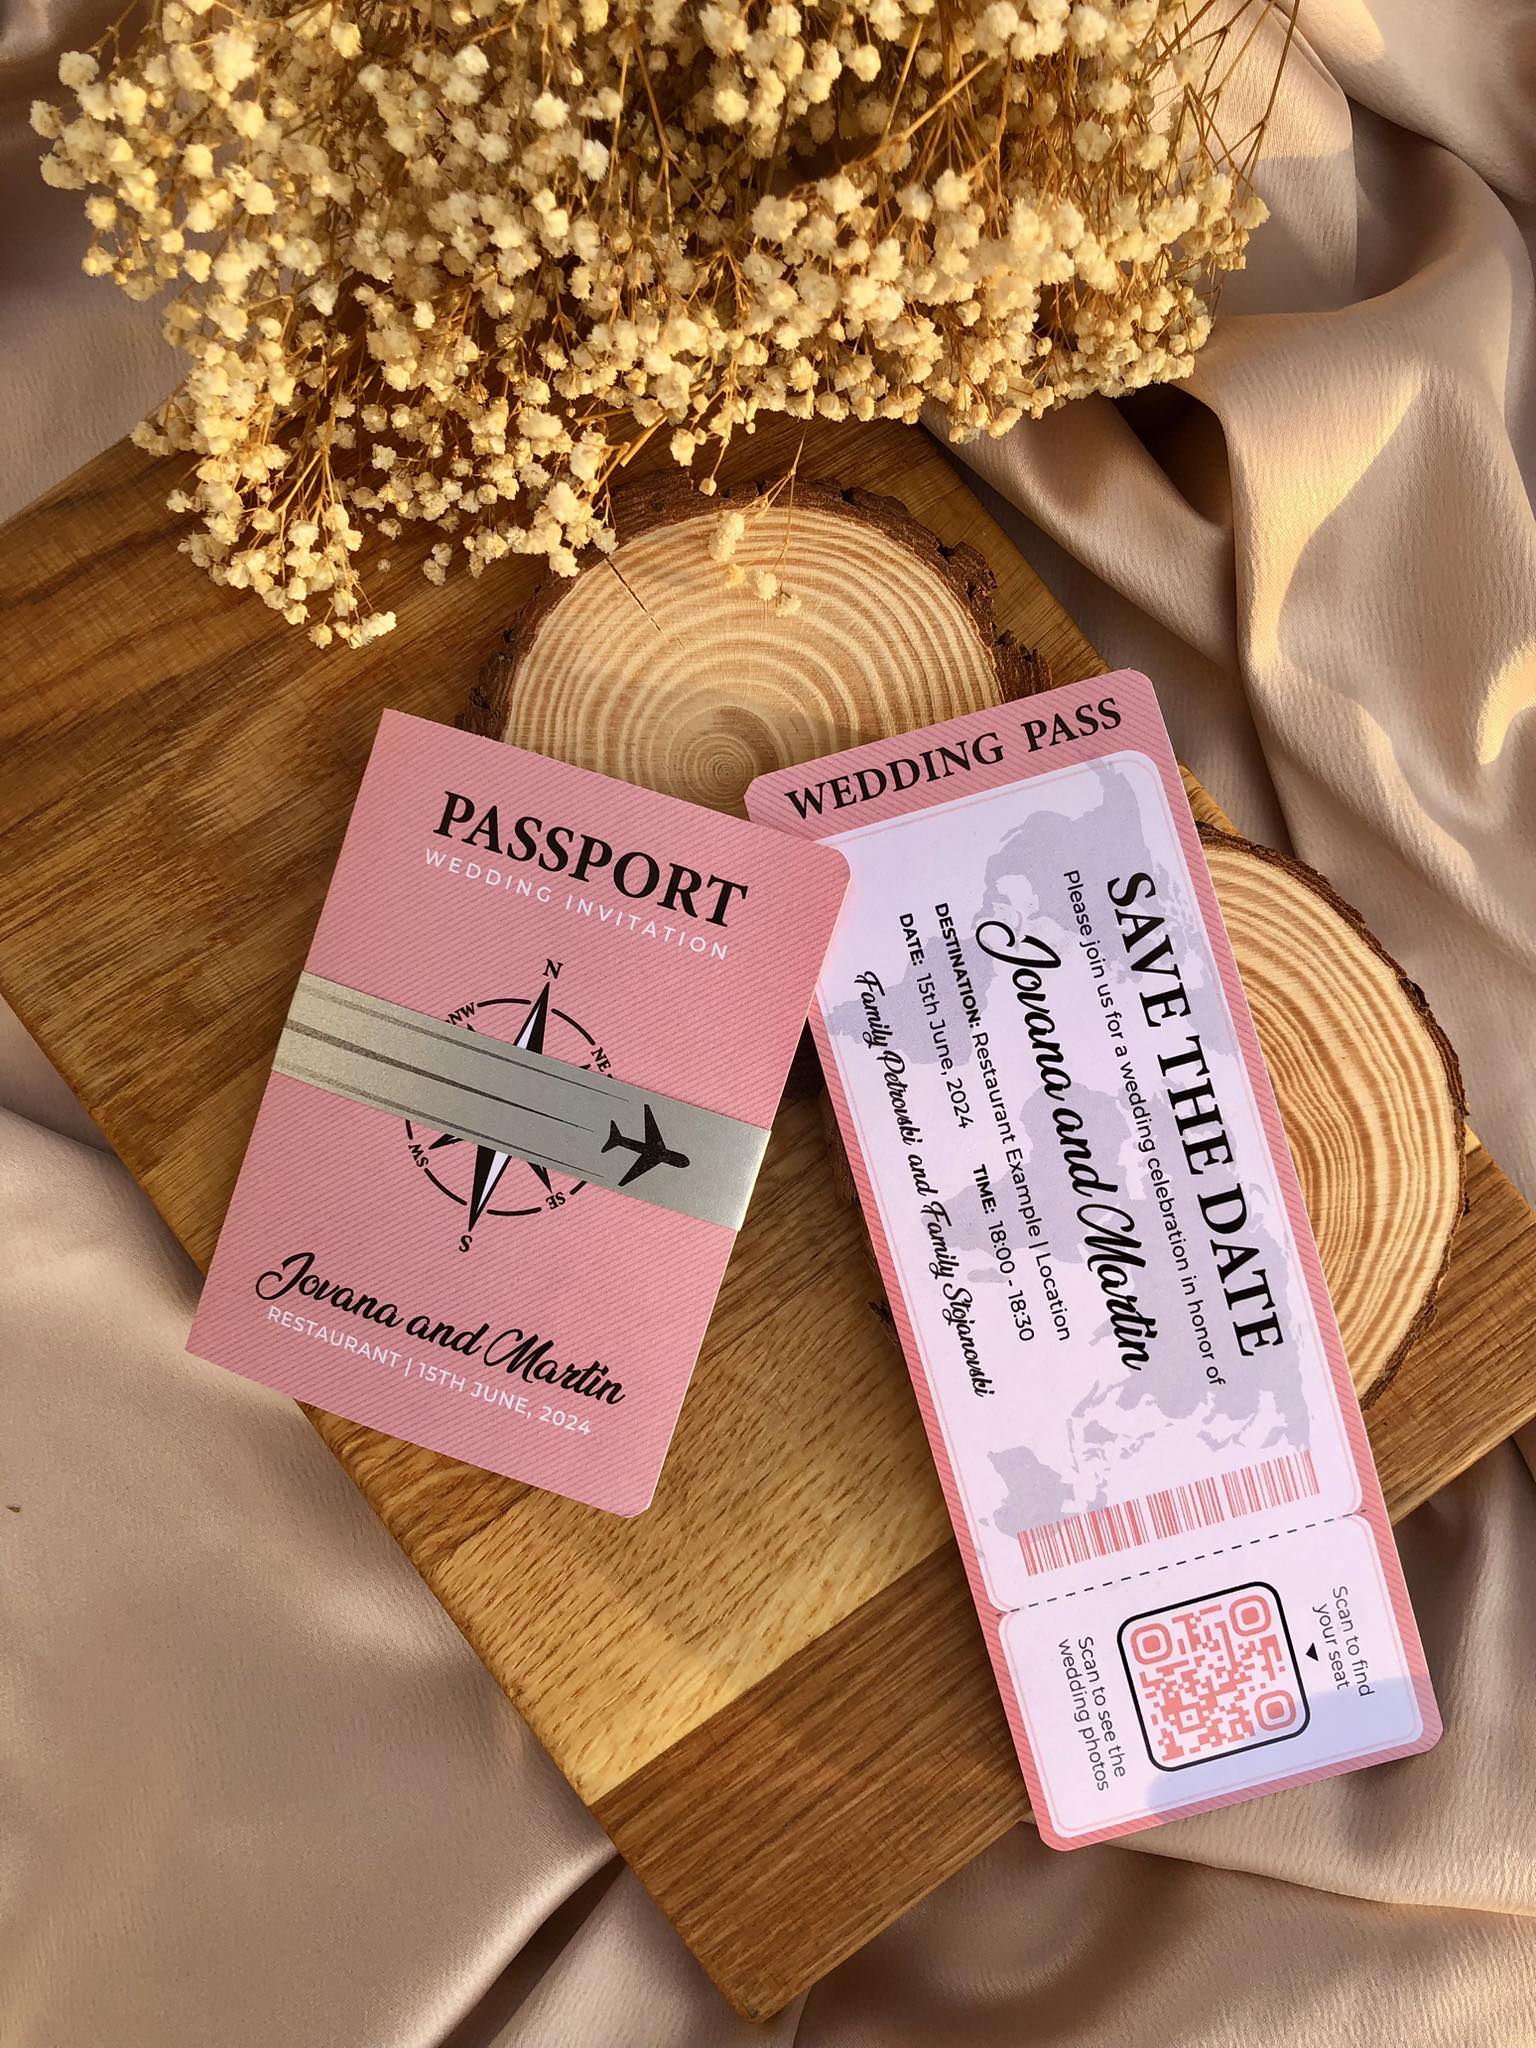 PASSPORT
WEDDING INVITATION
N
NW
NE
SW
SE
S
Jovana and Martin
RESTAURANT | 15TH JUNE, 2024
WEDDING PASS
SAVE THE DATE
Please join us for a wedding celebration in honor of
Jovana and Martin
DESTINATION: Restaurant Example | Location
DATE: 15th June, 2024 TIME: 18:00 - 18:30
Family Petrovski and Family Stojanovski
Scan to find
your seat
Scan to see the
wedding photos